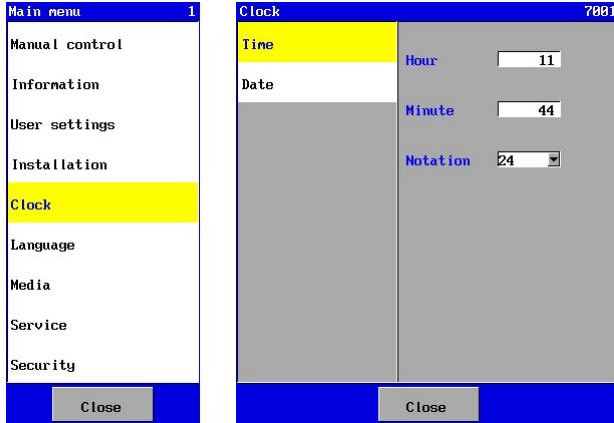 Main menu 1
Manual control
Information
User settings
Installation
Clock
Language
Media
Service
Security
Close
Clock 7001
Time
Date
Hour 11
Minute 44
Notation 24
Close